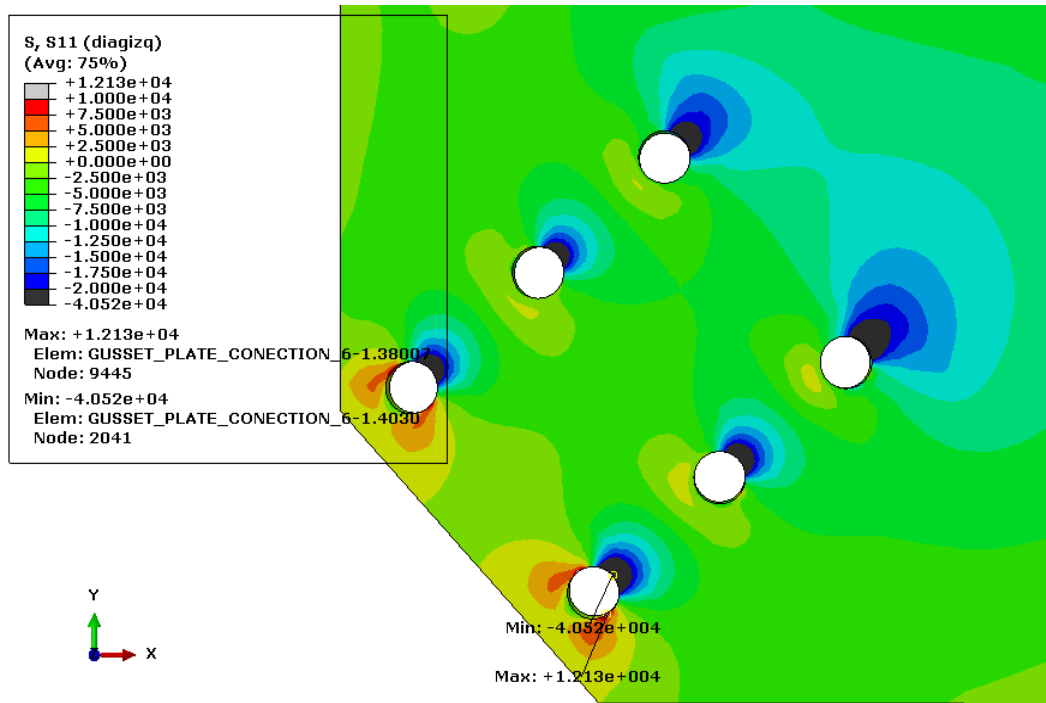 S, S11 (diagizq)
(Avg: 75%)
+1.213e+04
+1.000e+04
+7.500e+03
+5.000e+03
+2.500e+03
+0.000e+00
-2.500e+03
-5.000e+03
-7.500e+03
-1.000e+04
-1.250e+04
-1.500e+04
-1.750e+04
-2.000e+04
-4.052e+04
Max: +1.213e+04
Elem: GUSSET_PLATE_CONECTION_6-1.38007
Node: 9445
Min: -4.052e+04
Elem: GUSSET_PLATE_CONECTION_6-1.4030
Node: 2041
Y
X
Z
Min: -4.052e+004
Max: +1.213e+004